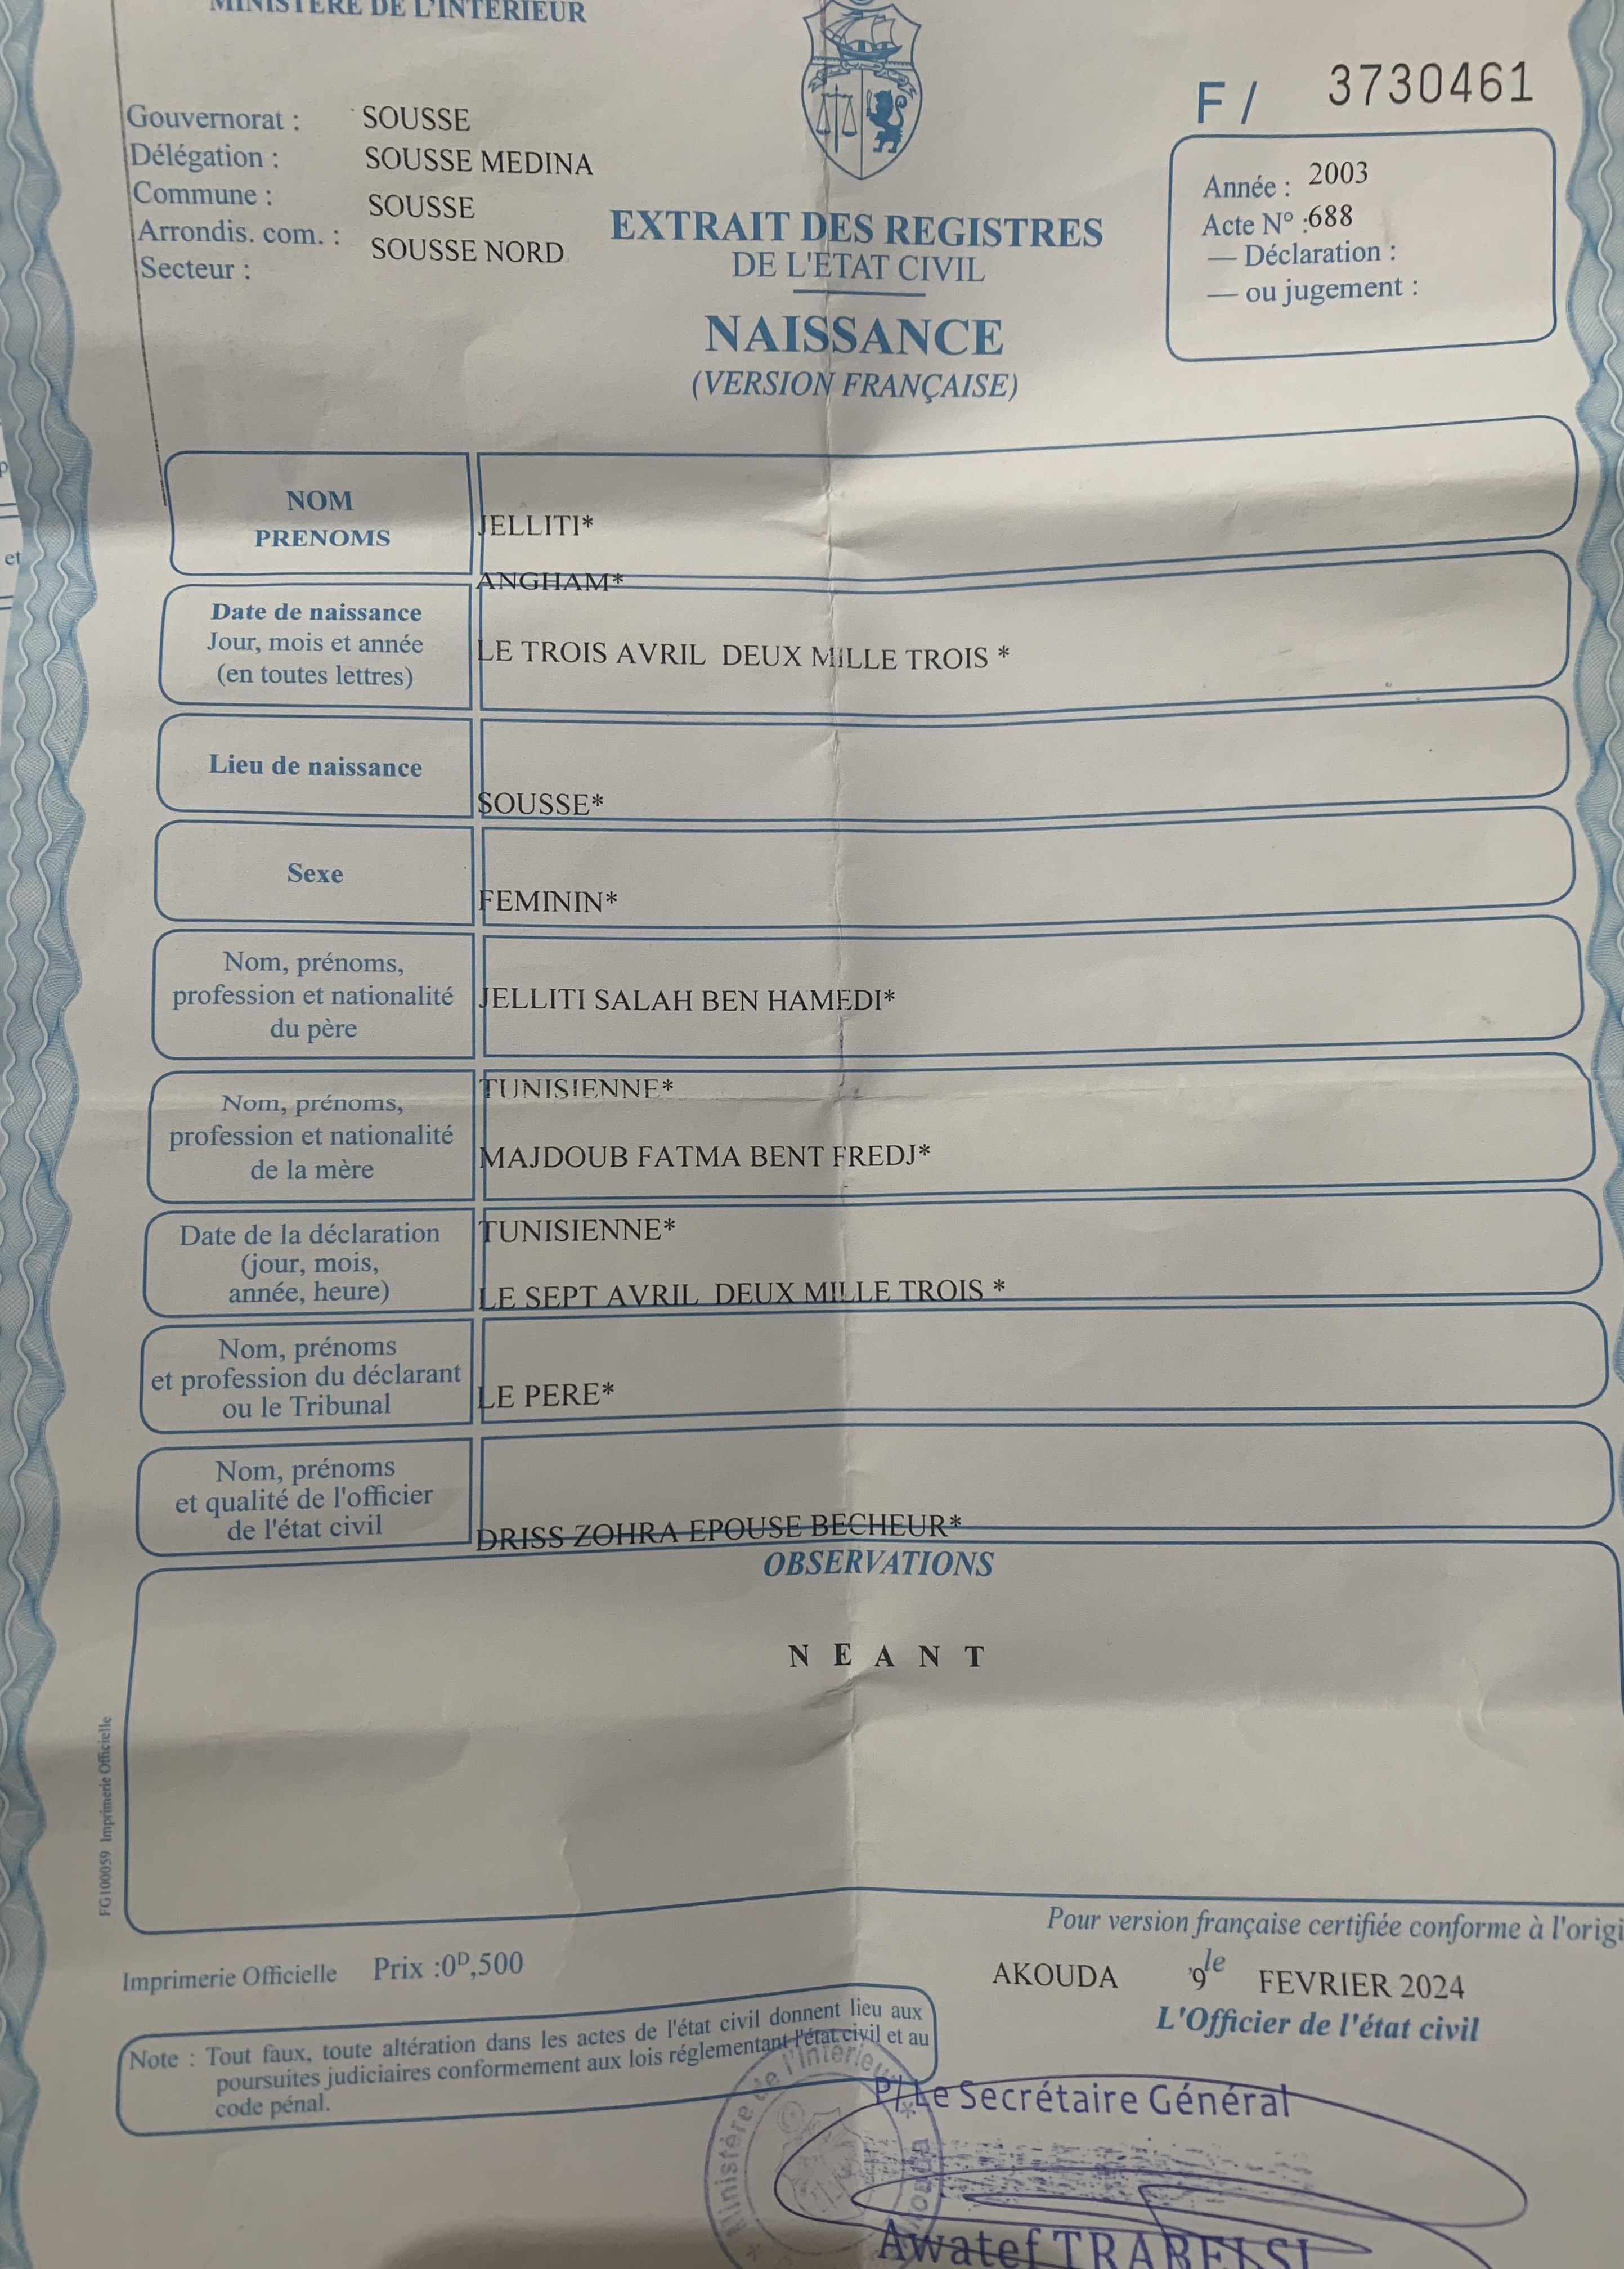 MINISTERE DE L'INTERIEUR
Gouvernorat : SOUSSE
Délégation : SOUSSE MEDINA
Commune : SOUSSE
Arrondis. com. : SOUSSE NORD
Secteur :
F / 3730461
Année : 2003
Acte N° :688
— Déclaration :
— ou jugement :
EXTRAIT DES REGISTRES
DE L'ETAT CIVIL
NAISSANCE
(VERSION FRANÇAISE)
NOM
PRENOMS
JELLITI*
ANGHAM*
Date de naissance
Jour, mois et année
(en toutes lettres)
LE TROIS AVRIL DEUX MILLE TROIS *
Lieu de naissance
SOUSSE*
Sexe
FEMININ*
Nom, prénoms,
profession et nationalité
du père
JELLITI SALAH BEN HAMEDI*
TUNISIENNE*
Nom, prénoms,
profession et nationalité
de la mère
MAJDOUB FATMA BENT FREDJ*
TUNISIENNE*
Date de la déclaration
(jour, mois,
année, heure)
LE SEPT AVRIL DEUX MILLE TROIS *
Nom, prénoms
et profession du déclarant
ou le Tribunal
LE PERE*
Nom, prénoms
et qualité de l'officier
de l'état civil
DRISS ZOHRA EPOUSE BECHEUR*
OBSERVATIONS
N E A N T
FG100059 Imprimerie Officielle
Pour version française certifiée conforme à l'origi
Imprimerie Officielle Prix :0ᴰ,500
AKOUDA le 9 FEVRIER 2024
L'Officier de l'état civil
Note : Tout faux, toute altération dans les actes de l'état civil donnent lieu aux
poursuites judiciaires conformement aux lois réglementant l'état civil et au
code pénal.
Ministère de l'Intérieur
P/ Le Secrétaire Général
Awatef TRABELSI